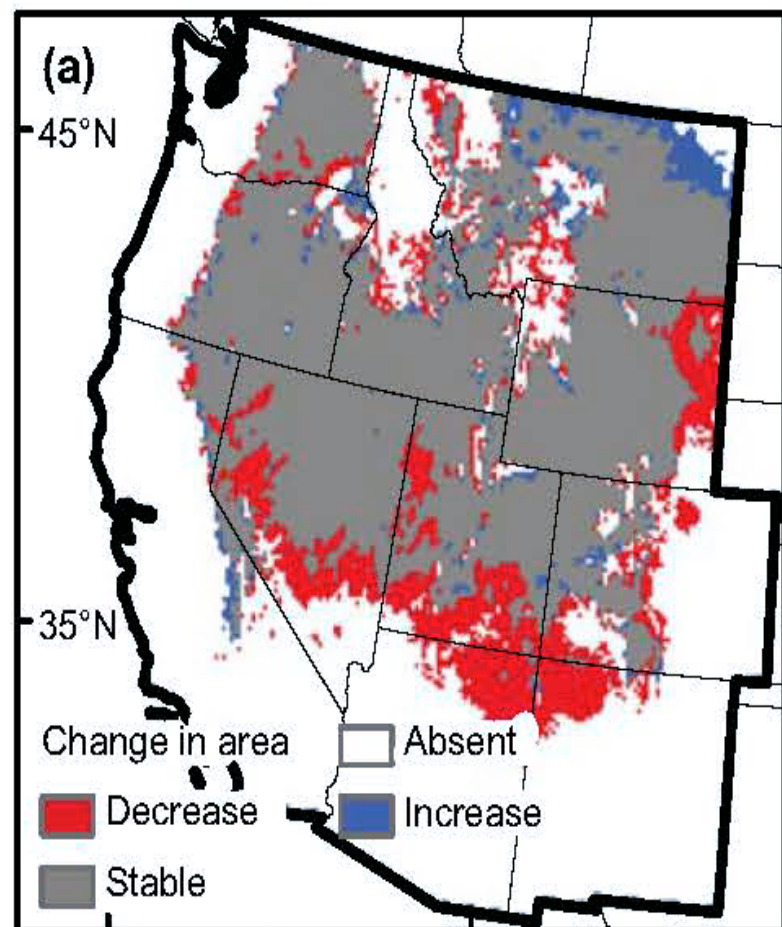 (a)
45°N
35°N
Change in area
Absent
Decrease
Increase
Stable